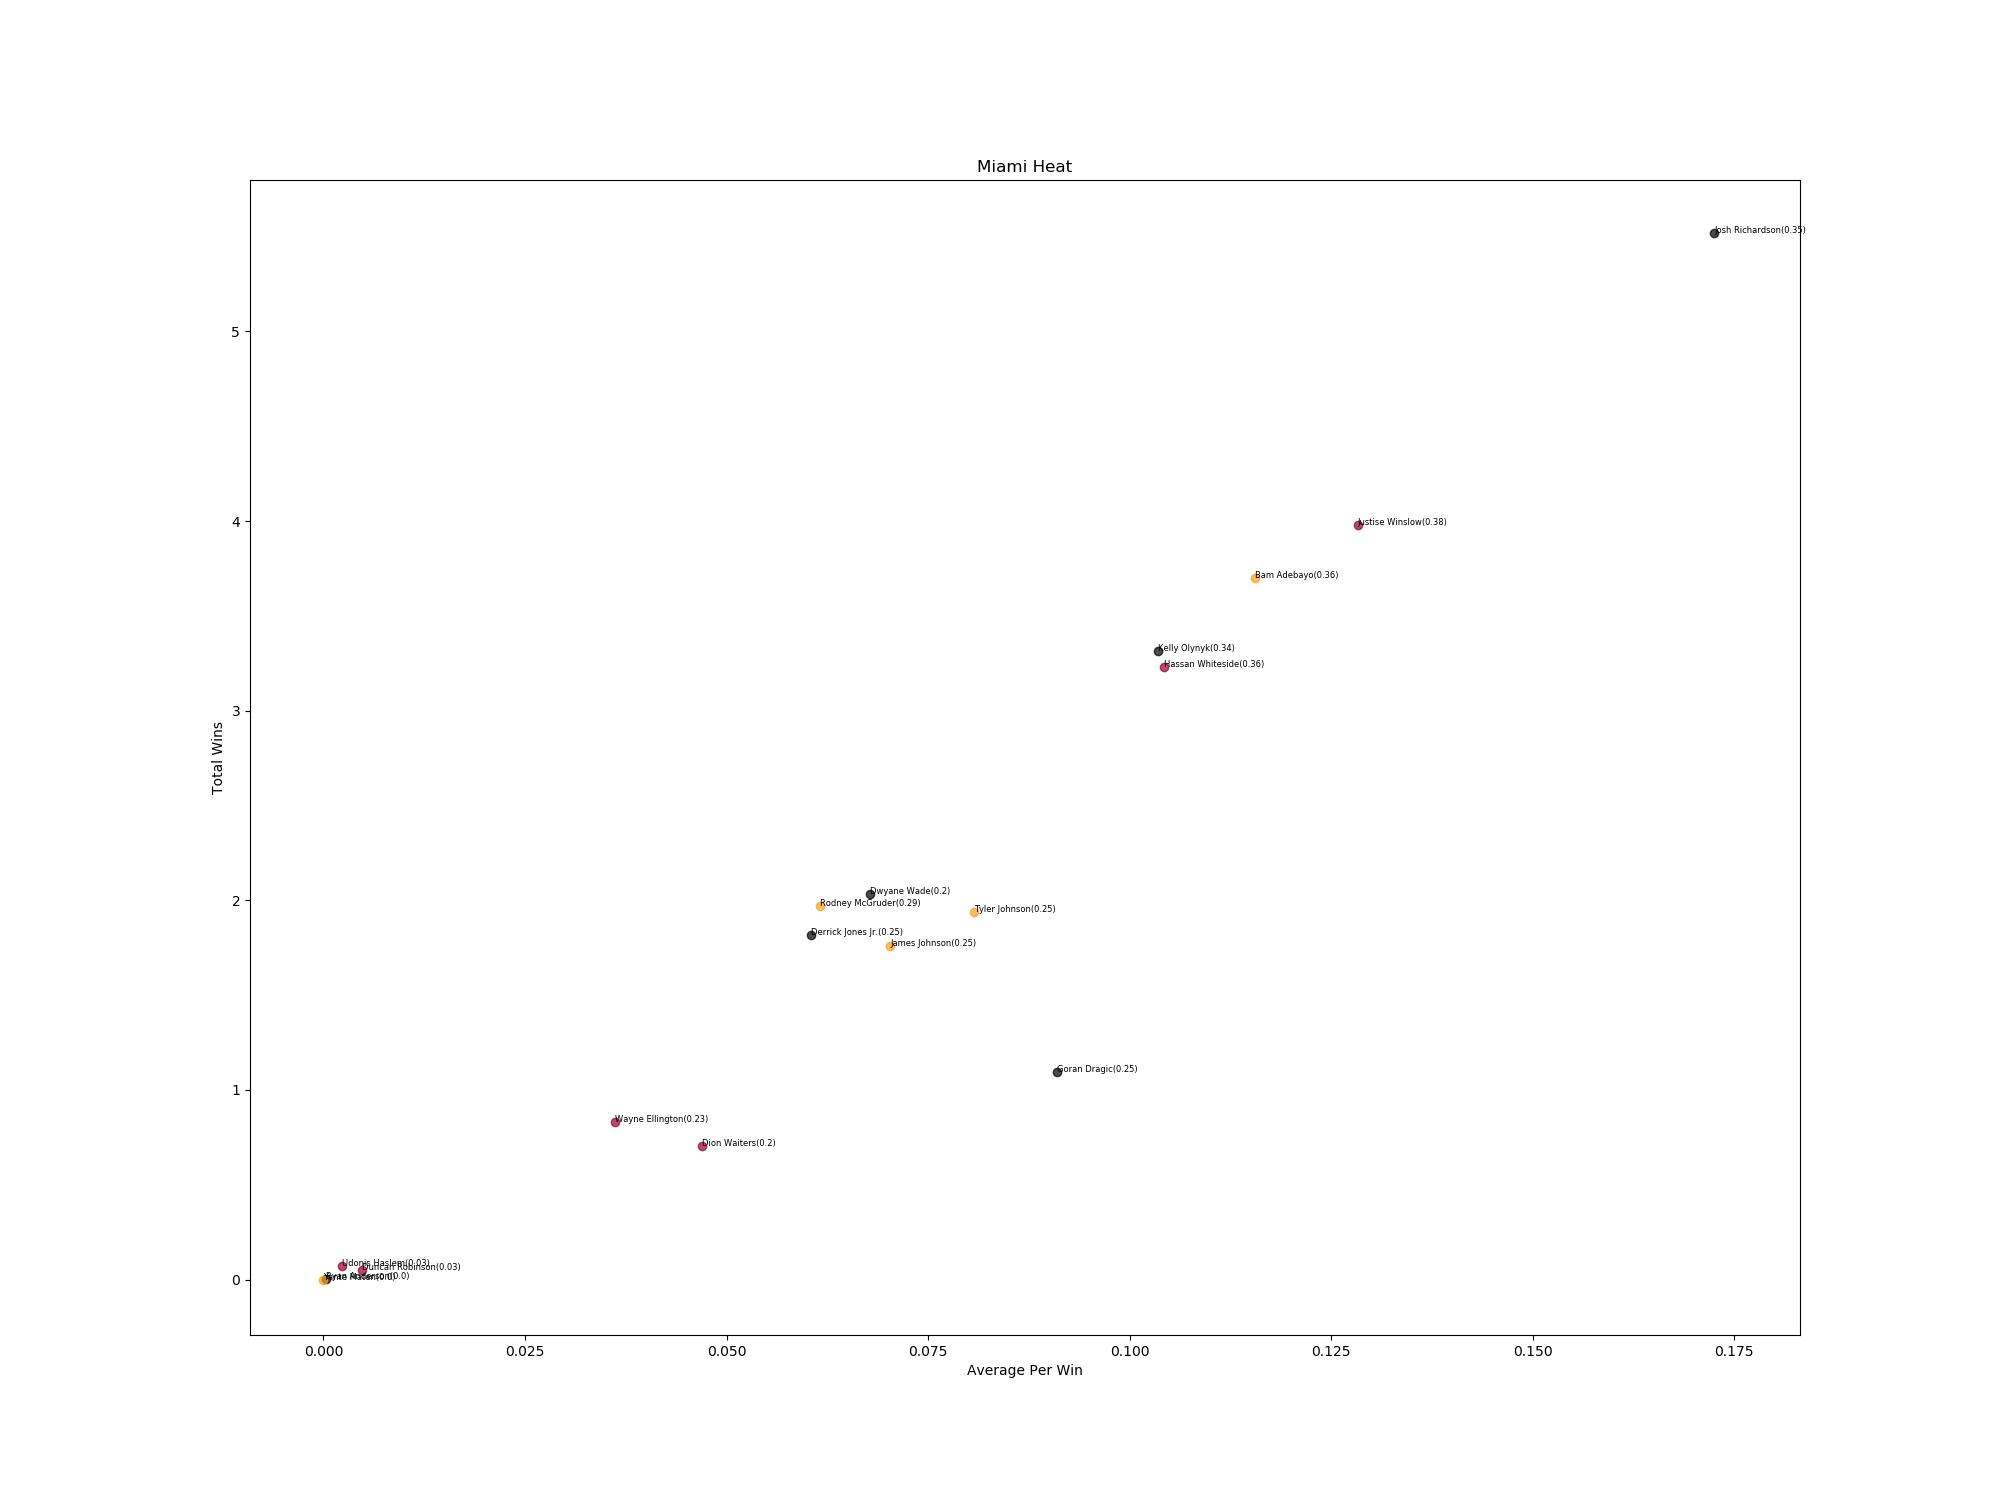 Miami Heat
Josh Richardson(0.35)
5
Justise Winslow(0.38)
4
Bam Adebayo(0.36)
Kelly Olynyk(0.34)
Hassan Whiteside(0.36)
3
Total Wins
Dwyane Wade(0.2)
2
Rodney McGruder(0.29)
Tyler Johnson(0.25)
Derrick Jones Jr.(0.25)
James Johnson(0.25)
Goran Dragic(0.25)
1
Wayne Ellington(0.23)
Dion Waiters(0.2)
Udonis Haslem(0.03)
Duncan Robinson(0.03)
0
0.000 0.025 0.050 0.075 0.100 0.125 0.150 0.175
Average Per Win